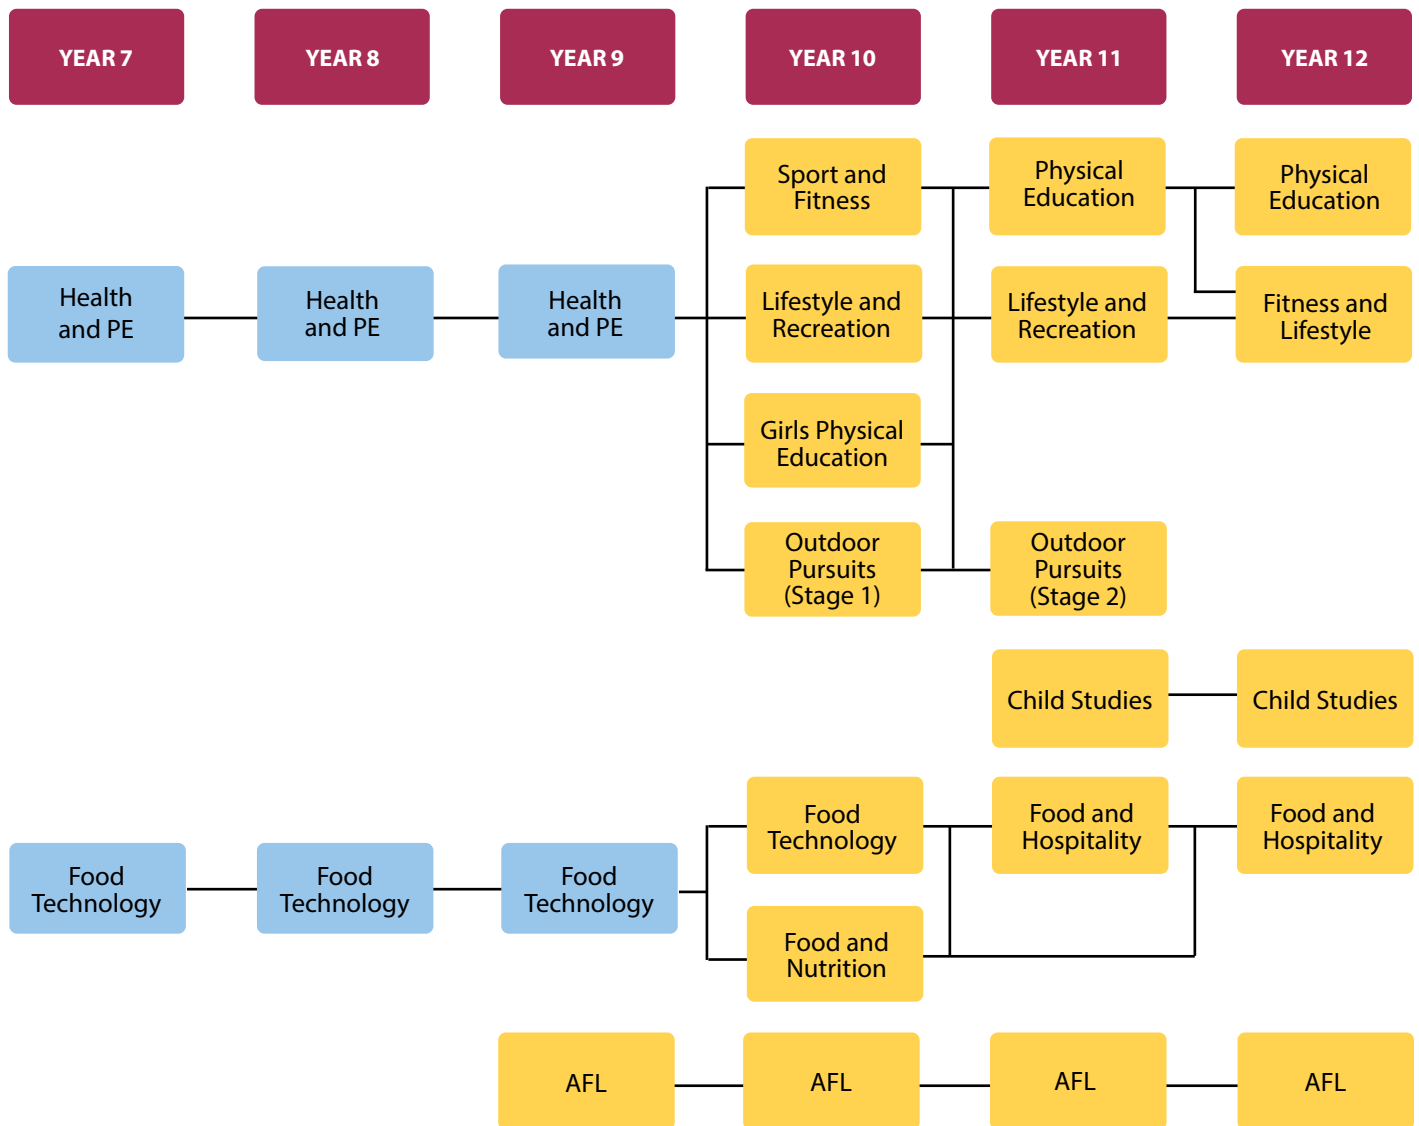 YEAR 7
YEAR 8
YEAR 9
YEAR 10
YEAR 11
YEAR 12
Sport and
Fitness
Physical
Education
Physical
Education
Health
and PE
Health
and PE
Health
and PE
Lifestyle and
Recreation
Lifestyle and
Recreation
Fitness and
Lifestyle
Girls Physical
Education
Outdoor
Pursuits
(Stage 1)
Outdoor
Pursuits
(Stage 2)
Child Studies
Child Studies
Food
Technology
Food and
Hospitality
Food and
Hospitality
Food
Technology
Food
Technology
Food
Technology
Food and
Nutrition
AFL
AFL
AFL
AFL